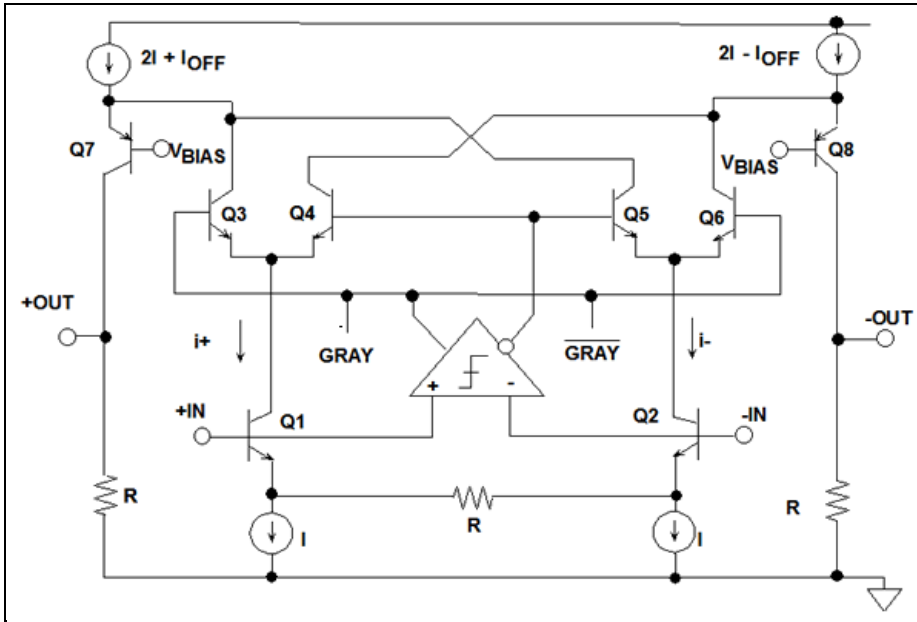 2I + IOFF
2I - IOFF
Q7
VBIAS
VBIAS
Q8
Q3
Q4
Q5
Q6
+OUT
-OUT
i+
GRAY
GRAY
i-
+ -
+IN
Q1
Q2
-IN
R
R
R
I
I